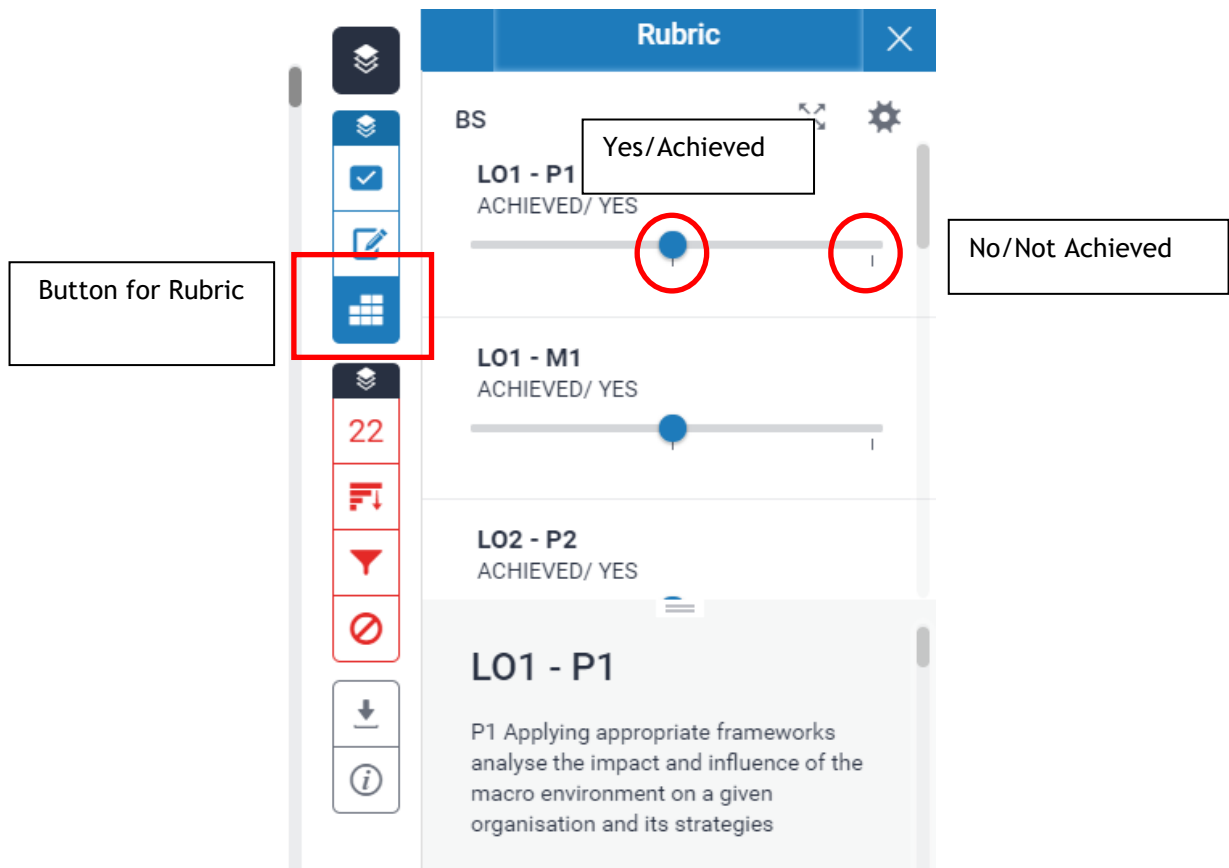 Rubric
BS
Yes/Achieved
LO1 - P1
ACHIEVED/ YES
No/Not Achieved
Button for Rubric
LO1 - M1
ACHIEVED/ YES
22
LO2 - P2
ACHIEVED/ YES
LO1 - P1
P1 Applying appropriate frameworks
analyse the impact and influence of the
macro environment on a given
organisation and its strategies